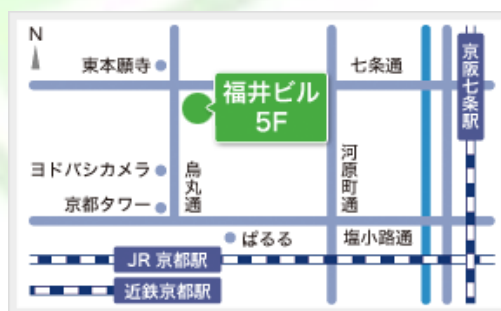 N
東本願寺
七条通
京阪七条駅
福井ビル
5F
ヨドバシカメラ
烏丸通
河原町通
京都タワー
ぱるる
塩小路通
JR 京都駅
近鉄京都駅